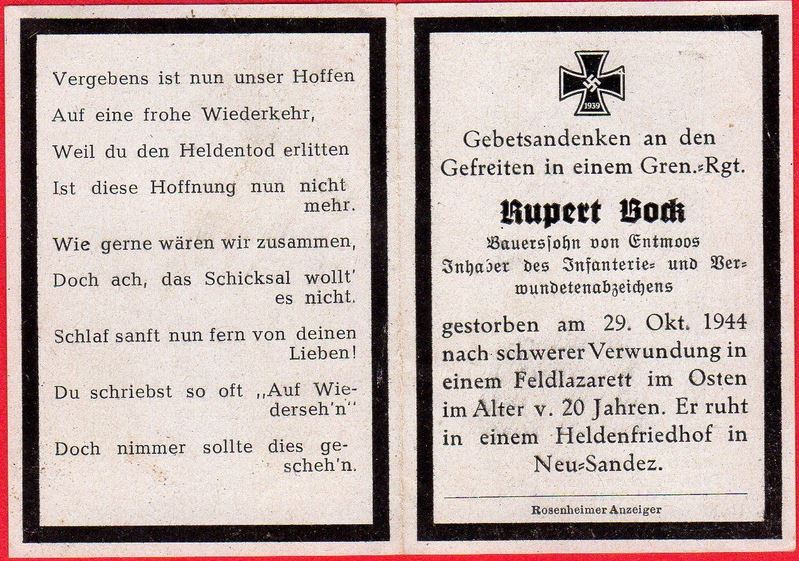 Vergebens ist nun unser Hoffen
Auf eine frohe Wiederkehr,
Weil du den Heldentod erlitten
Ist diese Hoffnung nun nicht
mehr.
Wie gerne wären wir zusammen,
Doch ach, das Schicksal wollt'
es nicht.
Schlaf sanft nun fern von deinen
Lieben!
Du schriebst so oft „Auf Wie-
derseh'n"
Doch nimmer sollte dies ge-
scheh'n.
1939
Gebetsandenken an den
Gefreiten in einem Gren.-Rgt.
Rupert Bock
Bauerssohn von Entmoos
Inhaber des Infanterie- und Ver-
wundetenabzeichens
gestorben am 29. Okt. 1944
nach schwerer Verwundung in
einem Feldlazarett im Osten
im Alter v. 20 Jahren. Er ruht
in einem Heldenfriedhof in
Neu-Sandez.
Rosenheimer Anzeiger